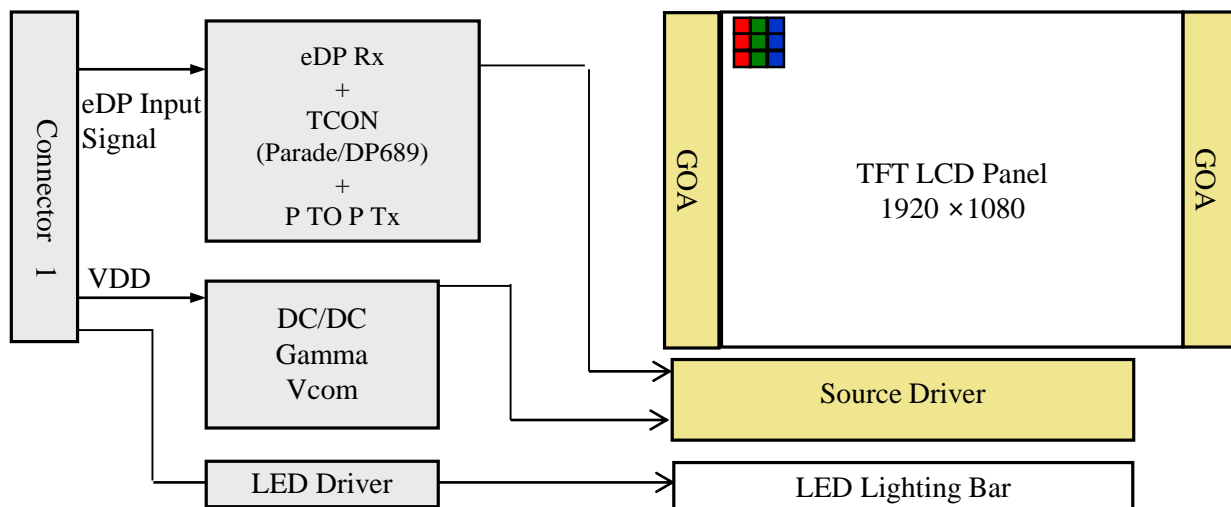 Connector 1
eDP Input
Signal
VDD
eDP Rx
+
TCON
(Parade/DP689)
+
P TO P Tx
DC/DC
Gamma
Vcom
LED Driver
GOA
TFT LCD Panel
1920 ×1080
GOA
Source Driver
LED Lighting Bar